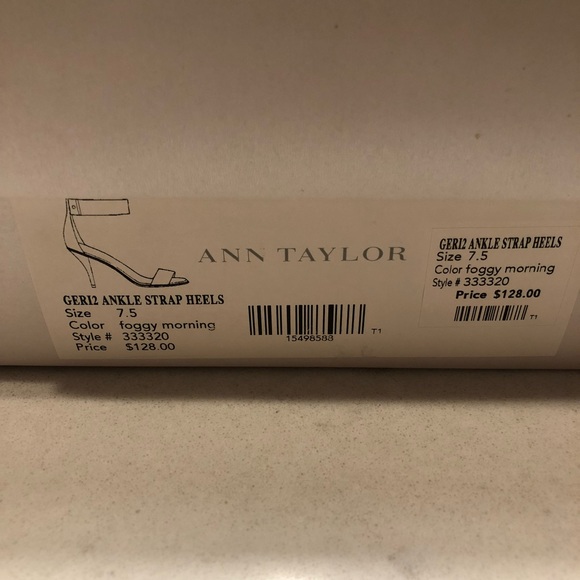 GERI2 ANKLE STRAP HEELS
Size 7.5
Color foggy morning
Style # 333320
Price $128.00
ANN TAYLOR
15498588
T1
GERI2 ANKLE STRAP HEELS
Size 7.5
Color foggy morning
Style # 333320
Price $128.00
T1